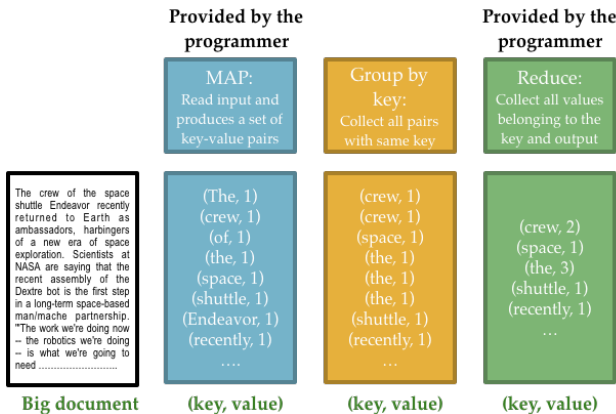 Provided by the
programmer
Provided by the
programmer
MAP:
Read input and
produces a set of
key-value pairs
Group by
key:
Collect all pairs
with same key
Reduce:
Collect all values
belonging to the
key and output
The crew of the space
shuttle Endeavor recently
returned to Earth as
ambassadors, harbingers
of a new era of space
exploration. Scientists at
NASA are saying that the
recent assembly of the
Dextre bot is the first step
in a long-term space-based
man/mache partnership.
'"The work we're doing now
-- the robotics we're doing
-- is what we're going to
need ..........................
(The, 1)
(crew, 1)
(of, 1)
(the, 1)
(space, 1)
(shuttle, 1)
(Endeavor, 1)
(recently, 1)
....
(crew, 1)
(crew, 1)
(space, 1)
(the, 1)
(the, 1)
(the, 1)
(shuttle, 1)
(recently, 1)
...
(crew, 2)
(space, 1)
(the, 3)
(shuttle, 1)
(recently, 1)
...
Big document
(key, value)
(key, value)
(key, value)